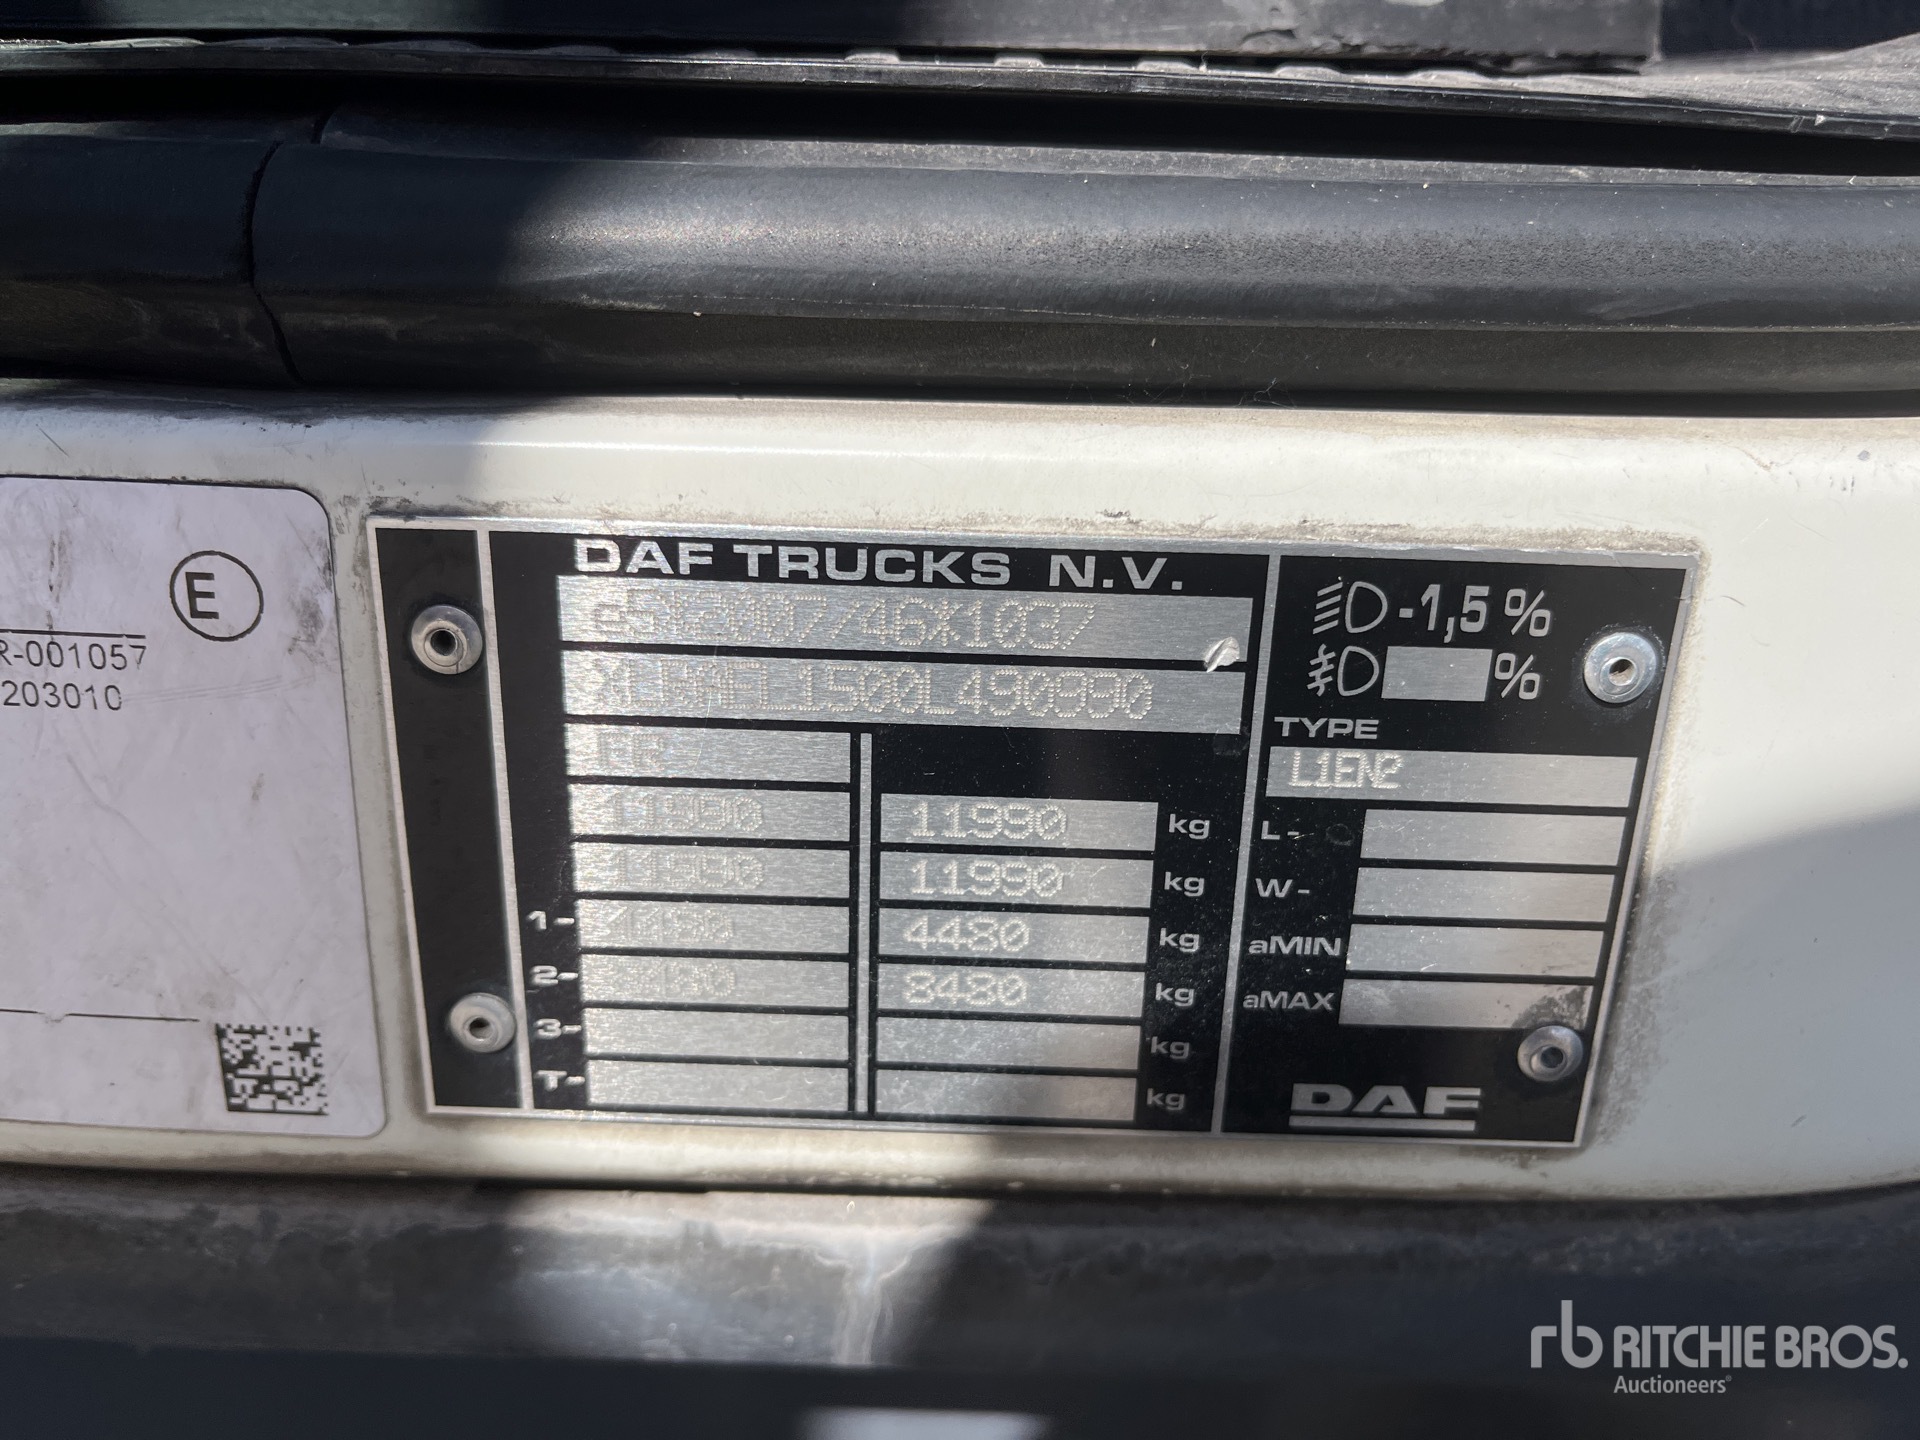 DAF TRUCKS N.V.
2007/46*1037
XLRAEL1500L490990
11990 11990 kg
11990 11990 kg
1- 4480 kg
2- 8480 kg
3- kg
T- kg
-1,5%
%
TYPE
L1EN2
L-
W-
aMIN
aMAX
DAF
E
R-001057
203010
rb RITCHIE BROS.
Auctioneers®